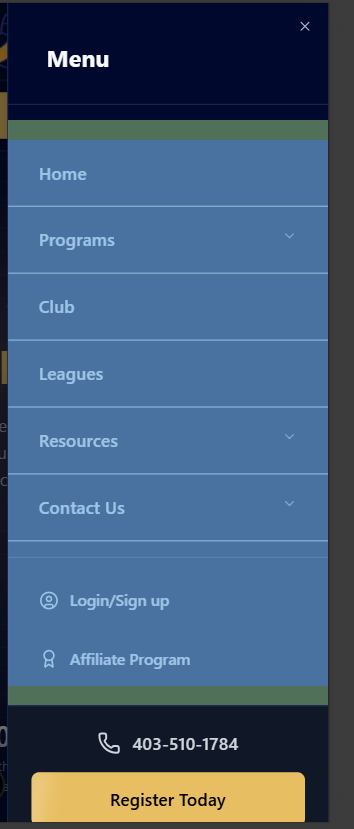 Menu
Home
Programs
Club
Leagues
Resources
Contact Us
Login/Sign up
Affiliate Program
403-510-1784
Register Today